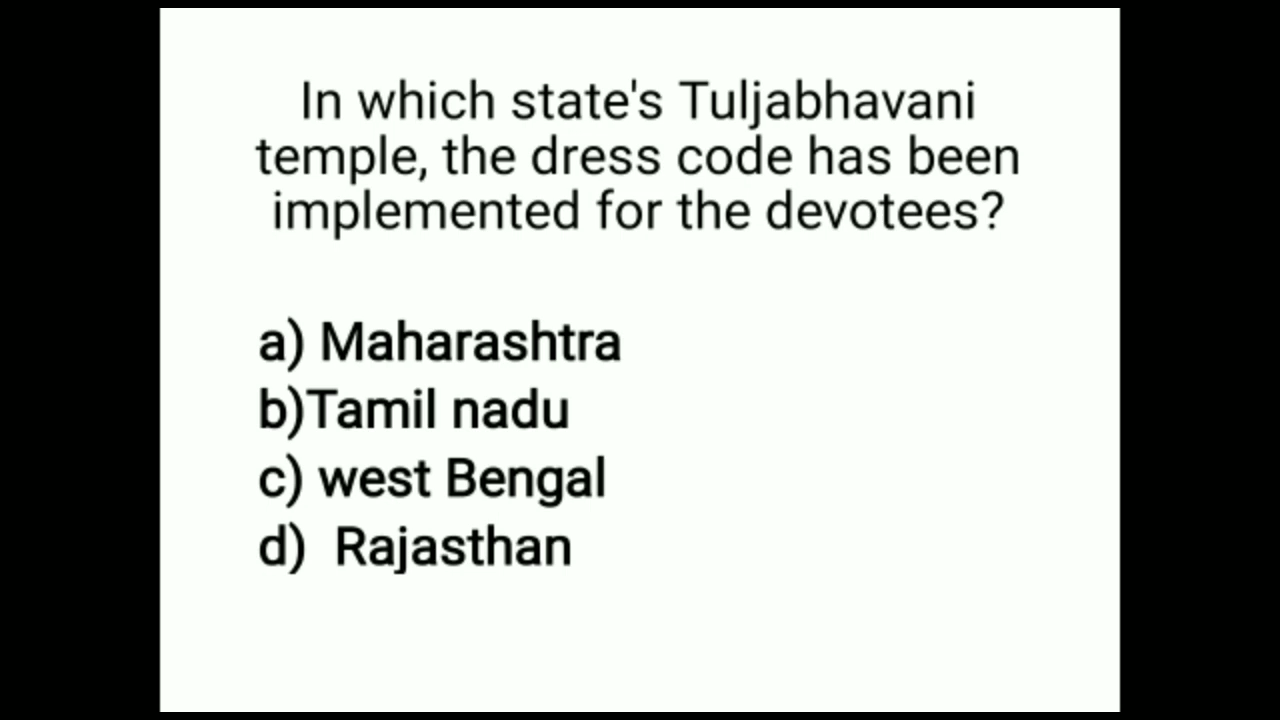 In which state's Tuljabhavani
temple, the dress code has been
implemented for the devotees?
a) Maharashtra
b)Tamil nadu
c) west Bengal
d) Rajasthan